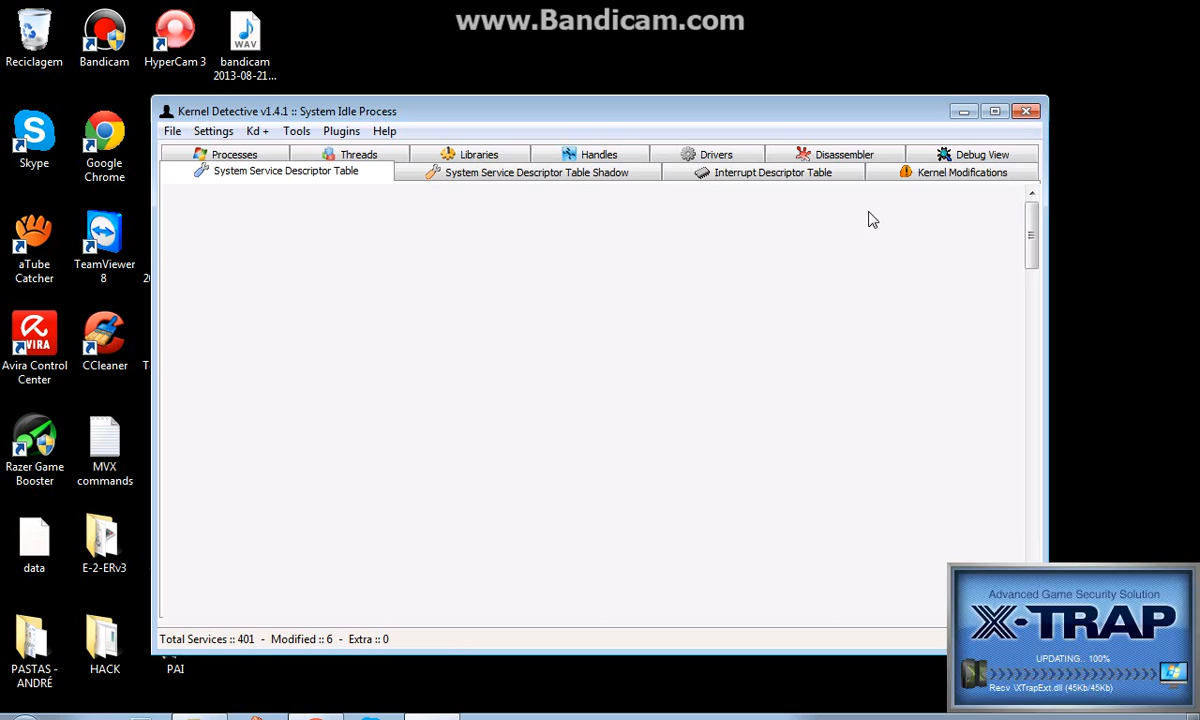 www.Bandicam.com
Reciclagem
Bandicam
HyperCam 3
WAV
bandicam
2013-08-21...
Kernel Detective v1.4.1 :: System Idle Process
File Settings Kd + Tools Plugins Help
Processes Threads Libraries Handles Drivers Disassembler Debug View
System Service Descriptor Table System Service Descriptor Table Shadow Interrupt Descriptor Table Kernel Modifications
Skype
Google
Chrome
aTube
Catcher
TeamViewer
8
AVIRA
Avira Control
Center
CCleaner
Razer Game
Booster
MVX
commands
data
E-2-ERv3
PASTAS -
ANDRÉ
HACK
PAI
Total Services :: 401 - Modified :: 6 - Extra :: 0
Advanced Game Security Solution
X-TRAP
UPDATING.. 100%
Recv \XTrapExt.dll (45Kb/45Kb)